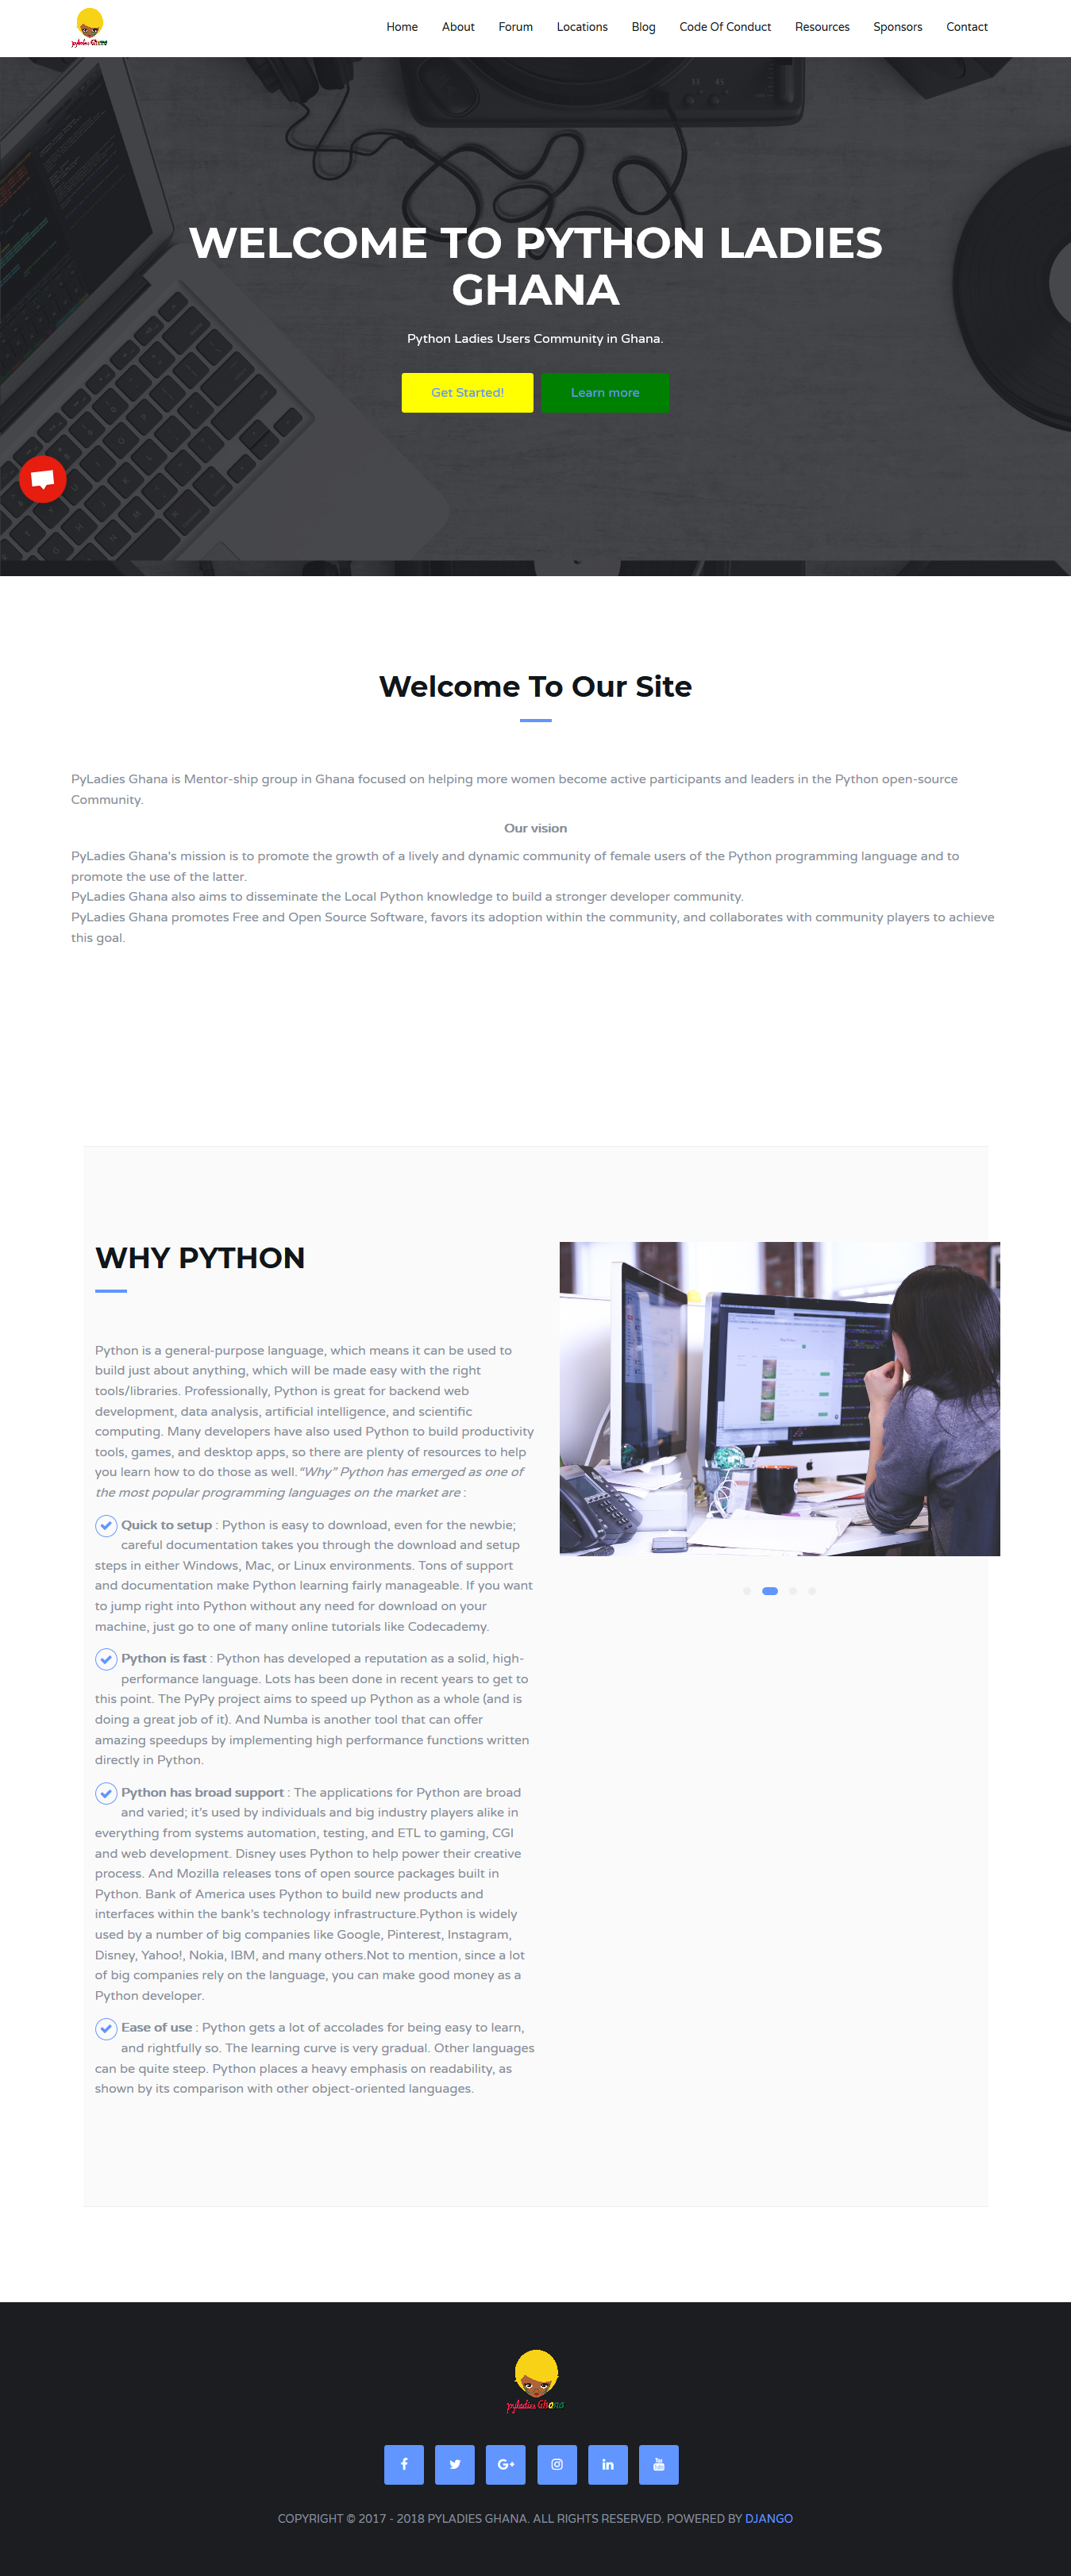 pyladies Ghana
Home About Forum Locations Blog Code Of Conduct Resources Sponsors Contact
WELCOME TO PYTHON LADIES
GHANA
Python Ladies Users Community in Ghana.
Get Started! Learn more
Welcome To Our Site
PyLadies Ghana is Mentor-ship group in Ghana focused on helping more women become active participants and leaders in the Python open-source
Community.
Our vision
PyLadies Ghana's mission is to promote the growth of a lively and dynamic community of female users of the Python programming language and to
promote the use of the latter.
PyLadies Ghana also aims to disseminate the Local Python knowledge to build a stronger developer community.
PyLadies Ghana promotes Free and Open Source Software, favors its adoption within the community, and collaborates with community players to achieve
this goal.
WHY PYTHON
Python is a general-purpose language, which means it can be used to
build just about anything, which will be made easy with the right
tools/libraries. Professionally, Python is great for backend web
development, data analysis, artificial intelligence, and scientific
computing. Many developers have also used Python to build productivity
tools, games, and desktop apps, so there are plenty of resources to help
you learn how to do those as well.“Why” Python has emerged as one of
the most popular programming languages on the market are :
Quick to setup : Python is easy to download, even for the newbie;
careful documentation takes you through the download and setup
steps in either Windows, Mac, or Linux environments. Tons of support
and documentation make Python learning fairly manageable. If you want
to jump right into Python without any need for download on your
machine, just go to one of many online tutorials like Codecademy.
Python is fast : Python has developed a reputation as a solid, high-
performance language. Lots has been done in recent years to get to
this point. The PyPy project aims to speed up Python as a whole (and is
doing a great job of it). And Numba is another tool that can offer
amazing speedups by implementing high performance functions written
directly in Python.
Python has broad support : The applications for Python are broad
and varied; it's used by individuals and big industry players alike in
everything from systems automation, testing, and ETL to gaming, CGI
and web development. Disney uses Python to help power their creative
process. And Mozilla releases tons of open source packages built in
Python. Bank of America uses Python to build new products and
interfaces within the bank's technology infrastructure.Python is widely
used by a number of big companies like Google, Pinterest, Instagram,
Disney, Yahoo!, Nokia, IBM, and many others.Not to mention, since a lot
of big companies rely on the language, you can make good money as a
Python developer.
Ease of use : Python gets a lot of accolades for being easy to learn,
and rightfully so. The learning curve is very gradual. Other languages
can be quite steep. Python places a heavy emphasis on readability, as
shown by its comparison with other object-oriented languages.
pyladies Ghana
COPYRIGHT © 2017 - 2018 PYLADIES GHANA. ALL RIGHTS RESERVED. POWERED BY DJANGO